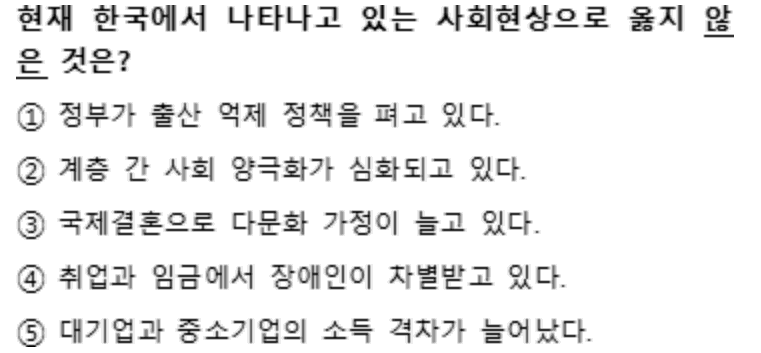 현재 한국에서 나타나고 있는 사회현상으로 옳지 않
은 것은?
① 정부가 출산 억제 정책을 펴고 있다.
② 계층 간 사회 양극화가 심화되고 있다.
③ 국제결혼으로 다문화 가정이 늘고 있다.
④ 취업과 임금에서 장애인이 차별받고 있다.
⑤ 대기업과 중소기업의 소득 격차가 늘어났다.